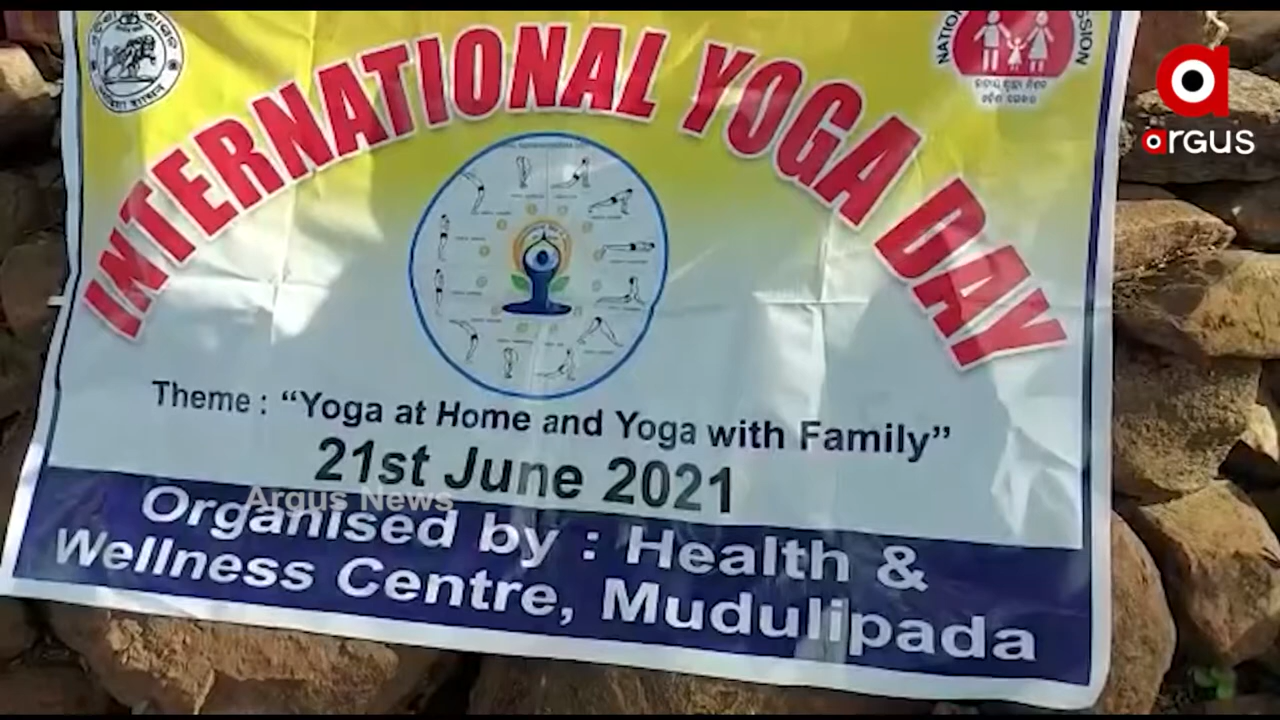 INTERNATIONAL YOGA DAY
argus
Theme : “Yoga at Home and Yoga with Family”
21st June 2021
Argus News
Organised by : Health &
Wellness Centre, Mudulipada